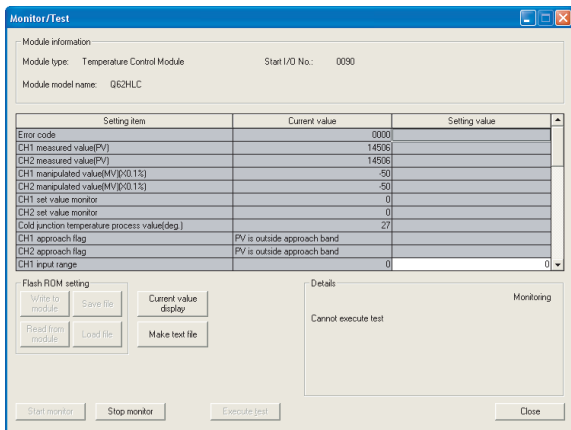 Monitor/Test
Module information
Module type: Temperature Control Module Start I/O No.: 0090
Module model name: Q62HLC
Setting item Current value Setting value
Error code 0000
CH1 measured value(PV) 14506
CH2 measured value(PV) 14506
CH1 manipulated value(MV)(X0.1%) -50
CH2 manipulated value(MV)(X0.1%) -50
CH1 set value monitor 0
CH2 set value monitor 0
Cold junction temperature process value(deg.) 27
CH1 approach flag PV is outside approach band
CH2 approach flag PV is outside approach band
CH1 input range 0 0
Flash ROM setting
Write to module Save file
Read from module Load file
Current value display
Make text file
Details
Monitoring
Cannot execute test
Start monitor Stop monitor Execute test Close